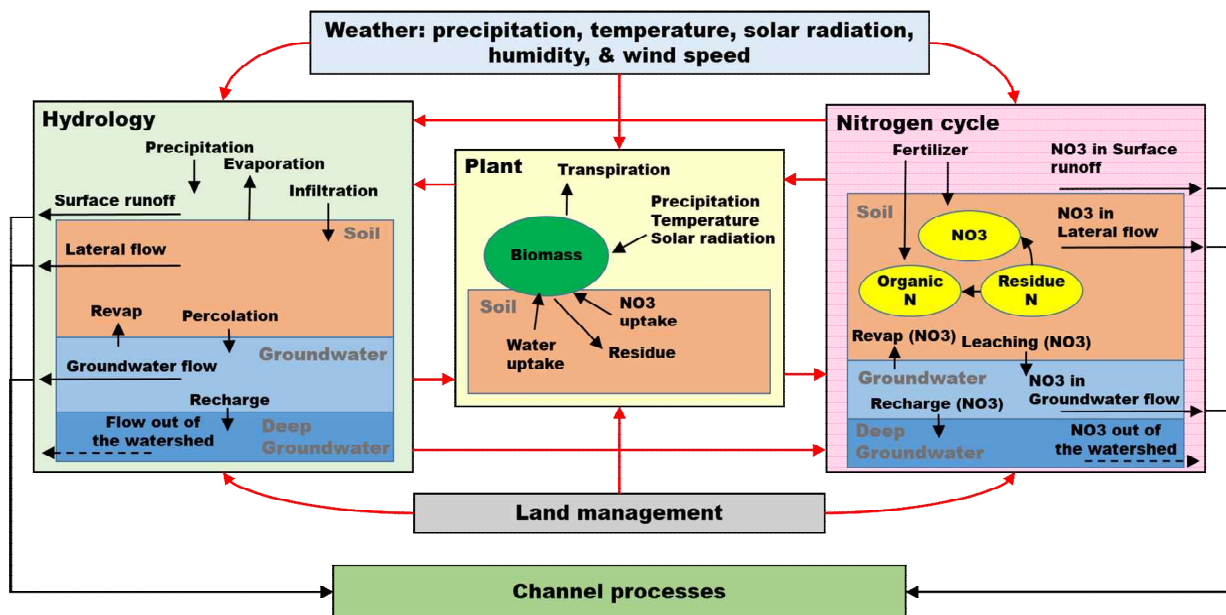 Weather: precipitation, temperature, solar radiation,
humidity, & wind speed
Hydrology
Precipitation
Evaporation
Infiltration
Surface runoff
Soil
Lateral flow
Revap
Percolation
Groundwater
Groundwater flow
Recharge
Flow out of
the watershed
Deep
Groundwater
Plant
Transpiration
Precipitation
Temperature
Solar radiation
Biomass
Soil
NO3
uptake
Water
uptake
Residue
Nitrogen cycle
Fertilizer
NO3 in Surface
runoff
Soil
NO3
NO3 in
Lateral flow
Organic
N
Residue
N
Revap (NO3)
Leaching (NO3)
Groundwater
NO3 in
Groundwater flow
Recharge (NO3)
Deep
Groundwater
NO3 out of
the watershed
Land management
Channel processes